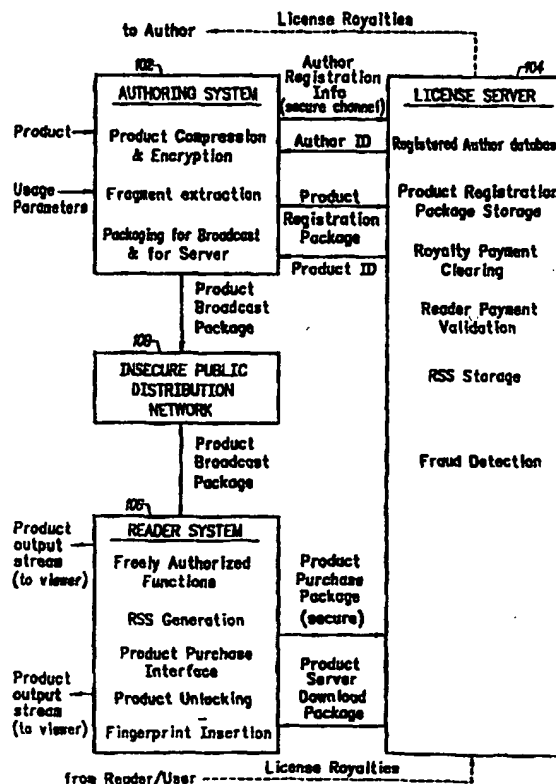 License Royalties
to Author
102
AUTHORING SYSTEM
Product Compression
& Encryption
Fragment extraction
Packaging for Broadcast
& for Server
Product
Usage
Parameters
Author
Registration
Info
(secure channel)
Author ID
Product
Registration
Package
Product ID
104
LICENSE SERVER
Registered Author database
Product Registration
Package Storage
Royalty Payment
Clearing
Reader Payment
Validation
RSS Storage
Fraud Detection
Product
Broadcast
Package
108
INSECURE PUBLIC
DISTRIBUTION
NETWORK
Product
Broadcast
Package
106
READER SYSTEM
Freely Authorized
Functions
RSS Generation
Product Purchase
Interface
Product Unlocking
Fingerprint Insertion
Product
output
stream
(to viewer)
Product
output
stream
(to viewer)
Product
Purchase
Package
(secure)
Product
Server
Download
Package
License Royalties
from Reader/User